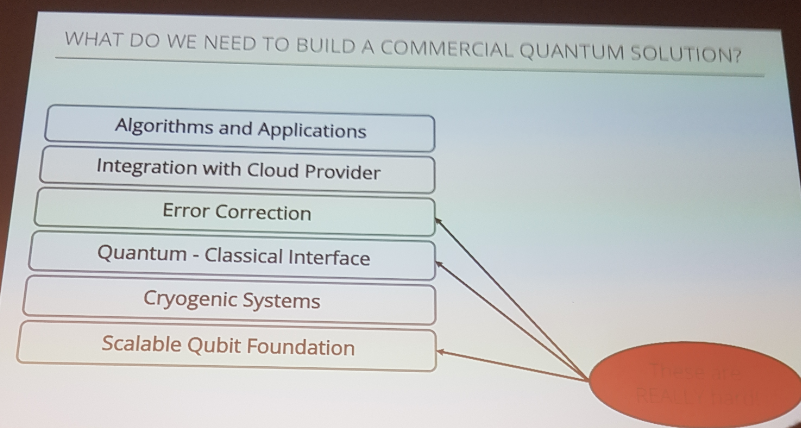 WHAT DO WE NEED TO BUILD A COMMERCIAL QUANTUM SOLUTION?
Algorithms and Applications
Integration with Cloud Provider
Error Correction
Quantum - Classical Interface
Cryogenic Systems
Scalable Qubit Foundation